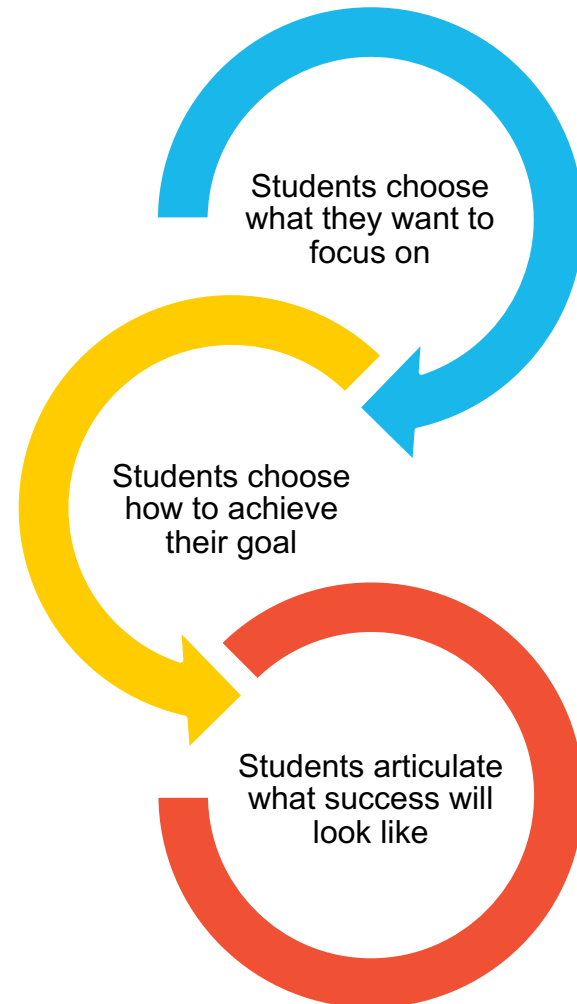 Students choose
what they want to
focus on
Students choose
how to achieve
their goal
Students articulate
what success will
look like